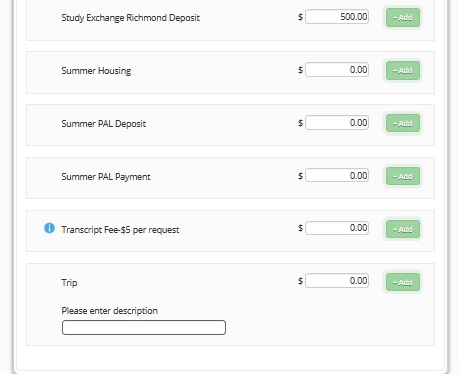 Study Exchange Richmond Deposit $ 500.00 +Add
Summer Housing $ 0.00 +Add
Summer PAL Deposit $ 0.00 +Add
Summer PAL Payment $ 0.00 +Add
i Transcript Fee-$5 per request $ 0.00 +Add
Trip $ 0.00 +Add
Please enter description